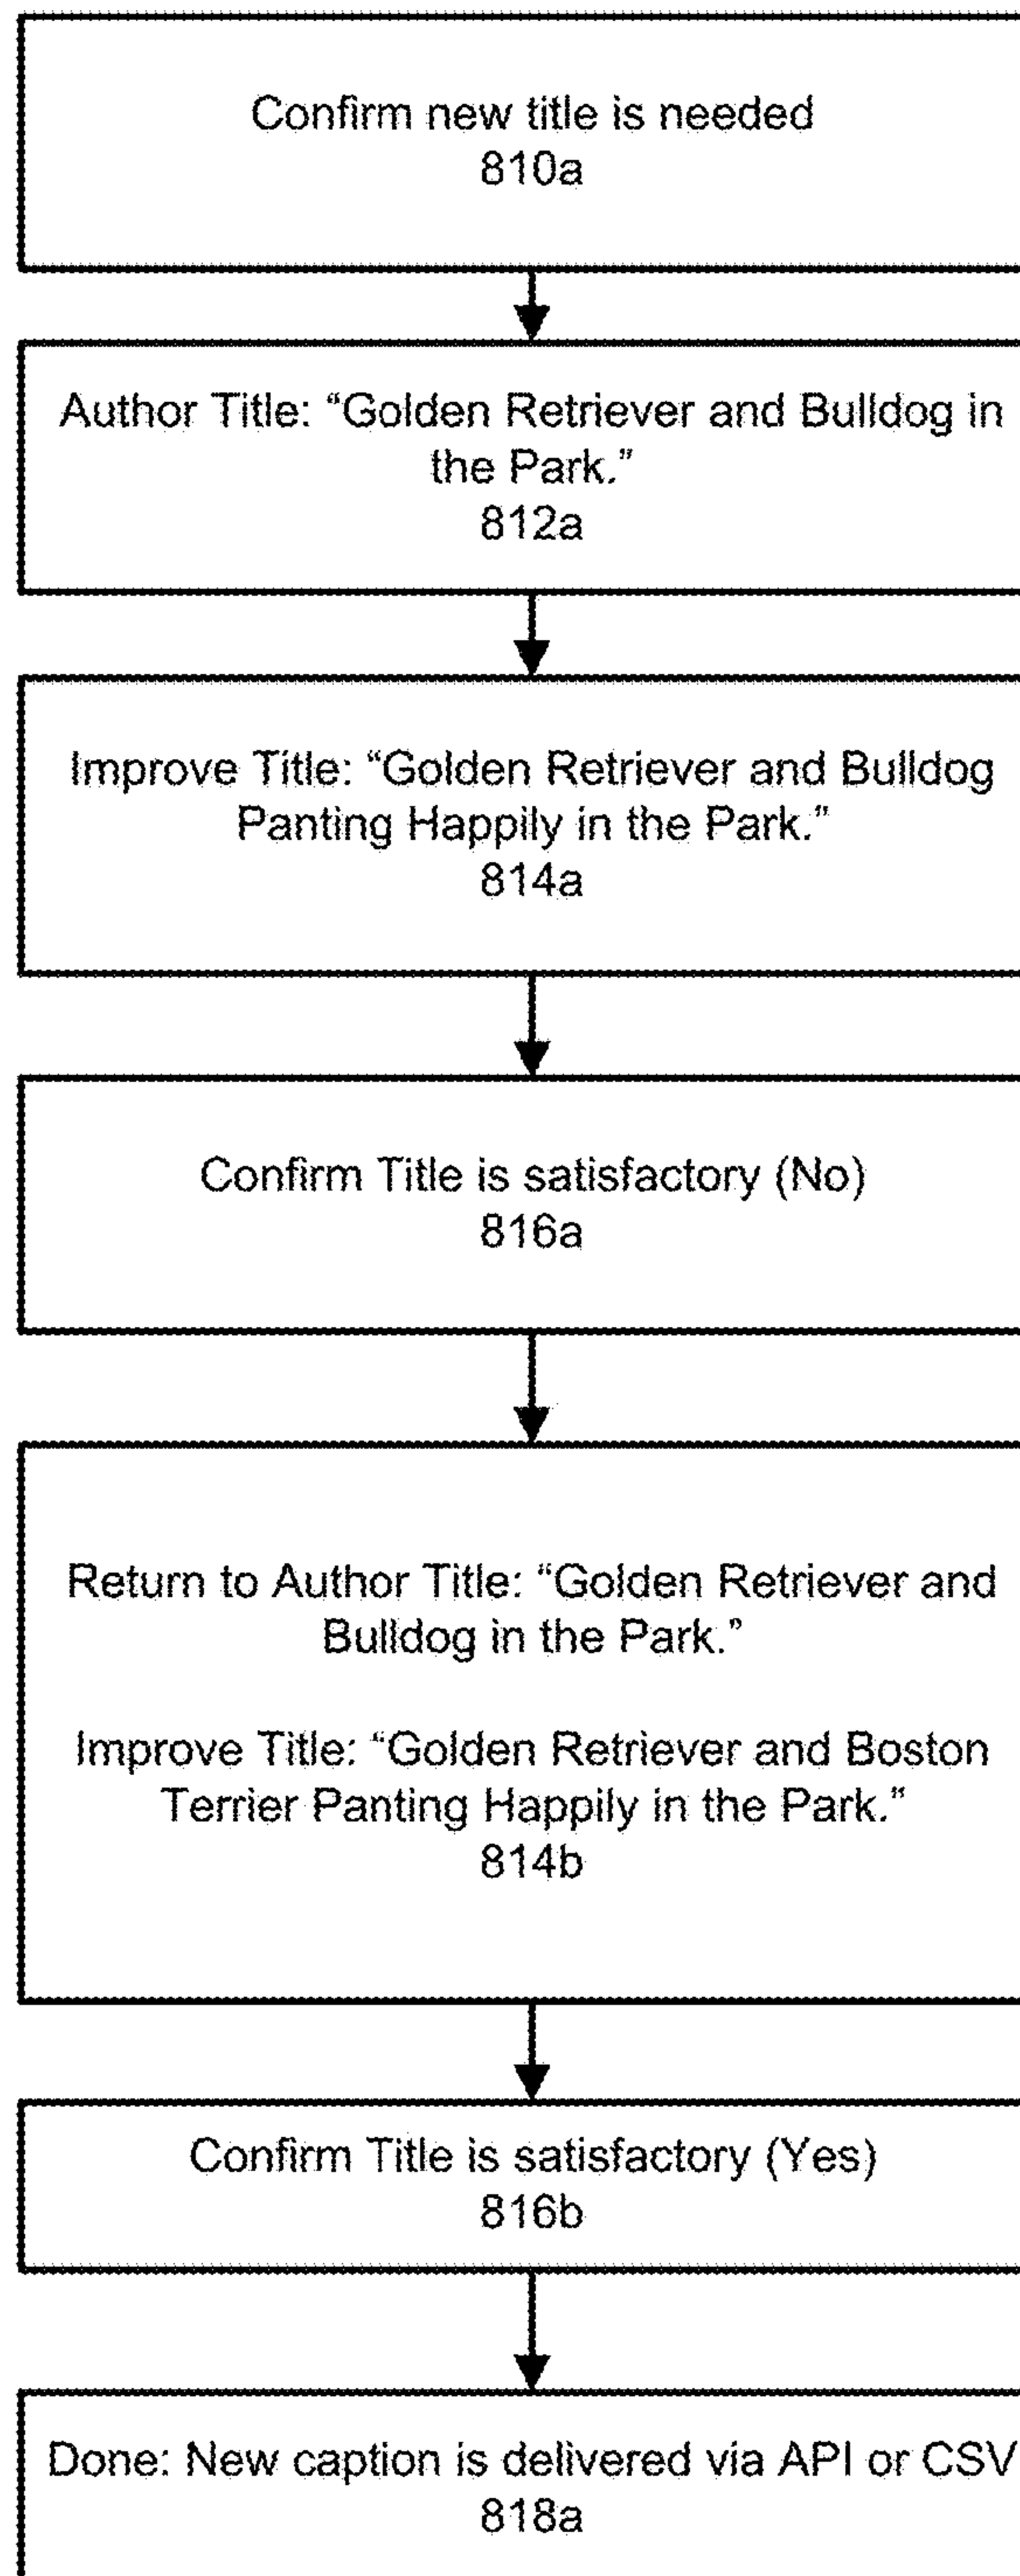 Confirm new title is needed
810a
Author Title: “Golden Retriever and Bulldog in
the Park.”
812a
Improve Title: “Golden Retriever and Bulldog
Panting Happily in the Park.”
814a
Confirm Title is satisfactory (No)
816a
Return to Author Title: “Golden Retriever and
Bulldog in the Park.”
Improve Title: “Golden Retriever and Boston
Terrier Panting Happily in the Park.”
814b
Confirm Title is satisfactory (Yes)
816b
Done: New caption is delivered via API or CSV
818a